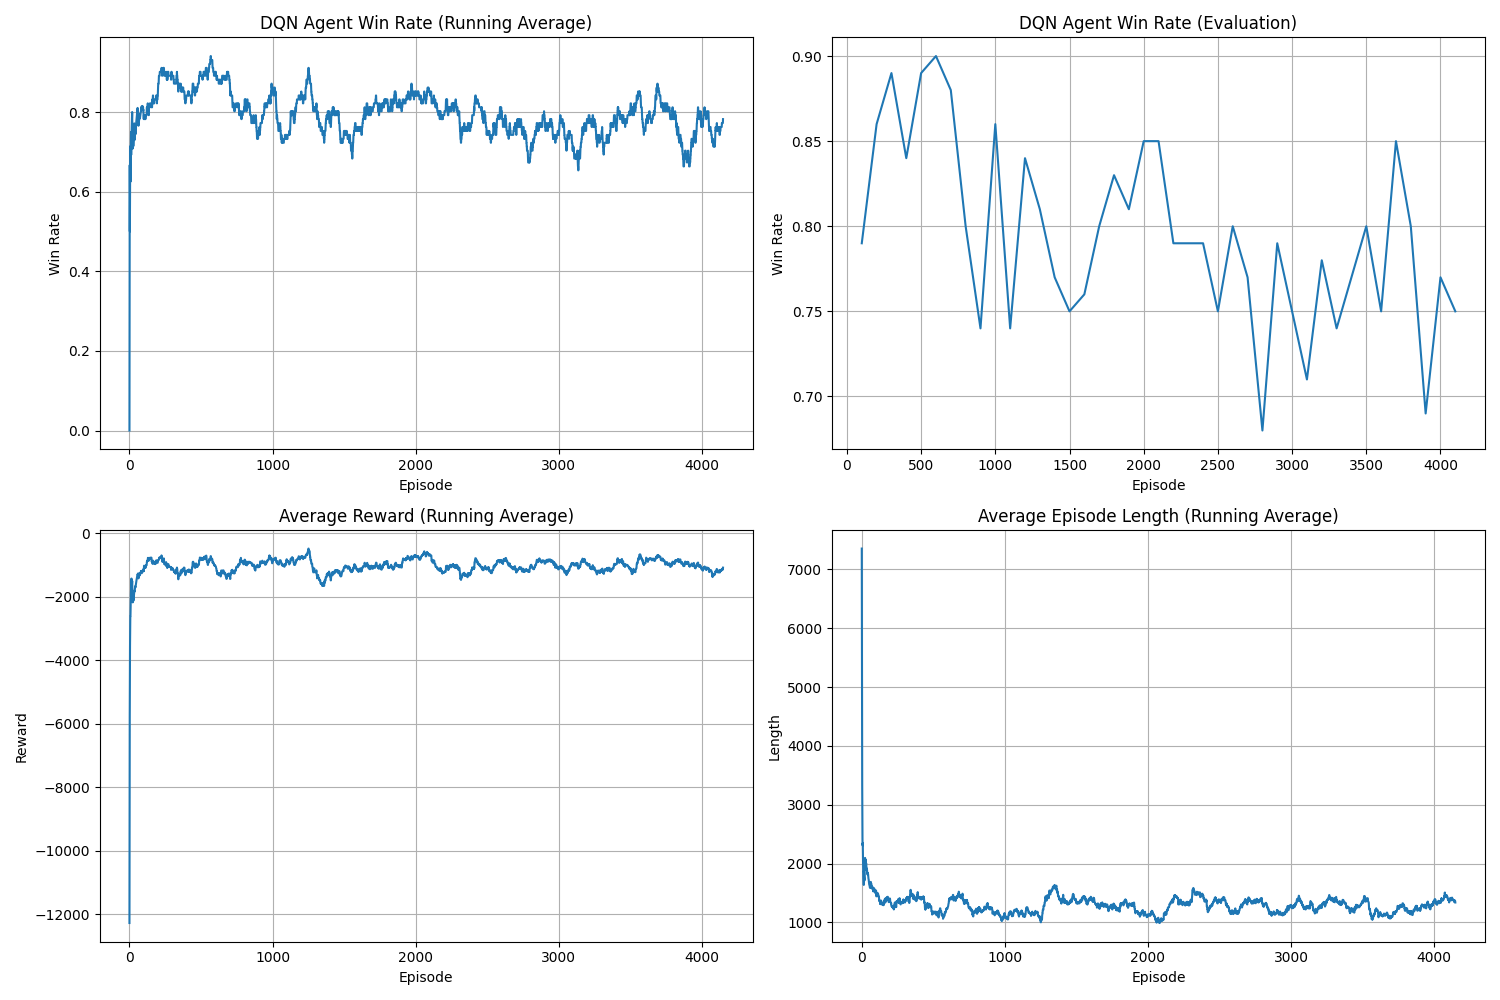 DQN Agent Win Rate (Running Average)
Win Rate
0.8
0.6
0.4
0.2
0.0
0 1000 2000 3000 4000
Episode
DQN Agent Win Rate (Evaluation)
Win Rate
0.90
0.85
0.80
0.75
0.70
0 500 1000 1500 2000 2500 3000 3500 4000
Episode
Average Reward (Running Average)
Reward
0
−2000
−4000
−6000
−8000
−10000
−12000
0 1000 2000 3000 4000
Episode
Average Episode Length (Running Average)
Length
7000
6000
5000
4000
3000
2000
1000
0 1000 2000 3000 4000
Episode